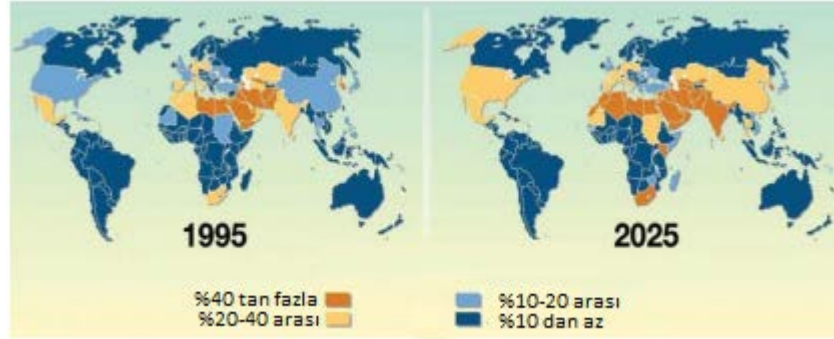 1995
2025
%40 tan fazla
%20-40 arası
%10-20 arası
%10 dan az